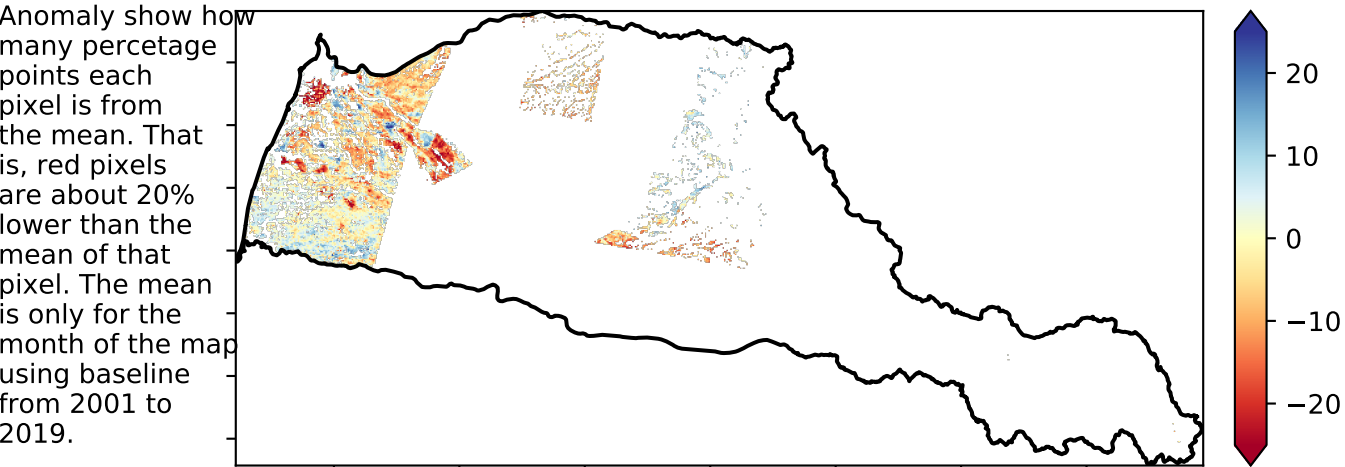 Anomaly show how
many percetage
points each
pixel is from
the mean. That
is, red pixels
are about 20%
lower than the
mean of that
pixel. The mean
is only for the
month of the map
using baseline
from 2001 to
2019.
20
10
0
−10
−20